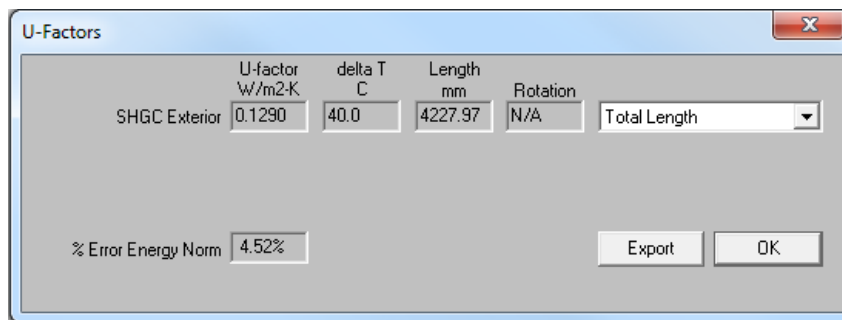 U-Factors
U-factor delta T Length
W/m2-K C mm Rotation
SHGC Exterior 0.1290 40.0 4227.97 N/A Total Length
% Error Energy Norm 4.52% Export OK